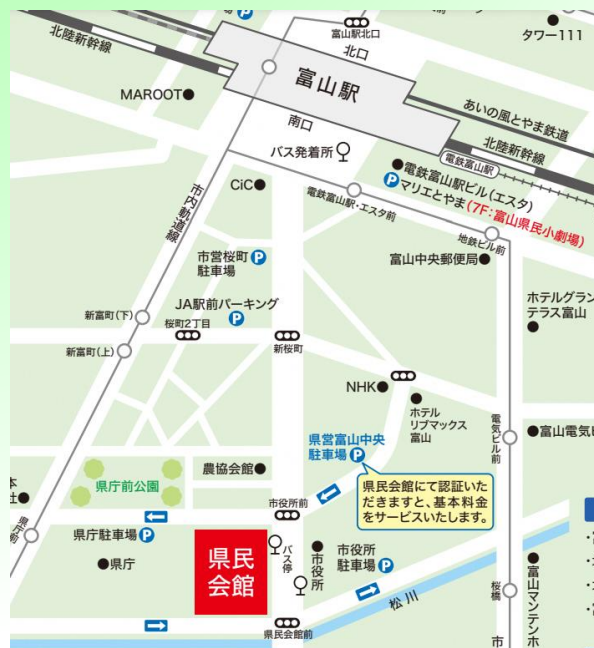 富山駅北口
タワー111
北陸新幹線
北口
富山駅
MAROOT
あいの風とやま鉄道
南口
北陸新幹線
バス発着所
電鉄富山駅
電鉄富山駅ビル(エスタ)
P マリエとやま(7F:富山県民小劇場)
CiC
市内軌道線
電鉄富山駅・エスタ前
地鉄ビル前
市営桜町 P
駐車場
富山中央郵便局
JA駅前パーキング
P
ホテルグラン
テラス富山
新富町(下)
桜町2丁目
新桜町
新富町(上)
NHK
ホテル
リブマックス
富山
県営富山中央
駐車場 P
電気ビル前
富山電気ビ
農協会館
県庁前公園
県民会館にて認証いた
だきますと、基本料金
をサービスいたします。
本
社
市役所前
県庁前
県庁駐車場 P
県民
会館
バス停
市役所
市役所
駐車場 P
県庁
松川
桜橋
富山マンテンホ
県民会館前
市